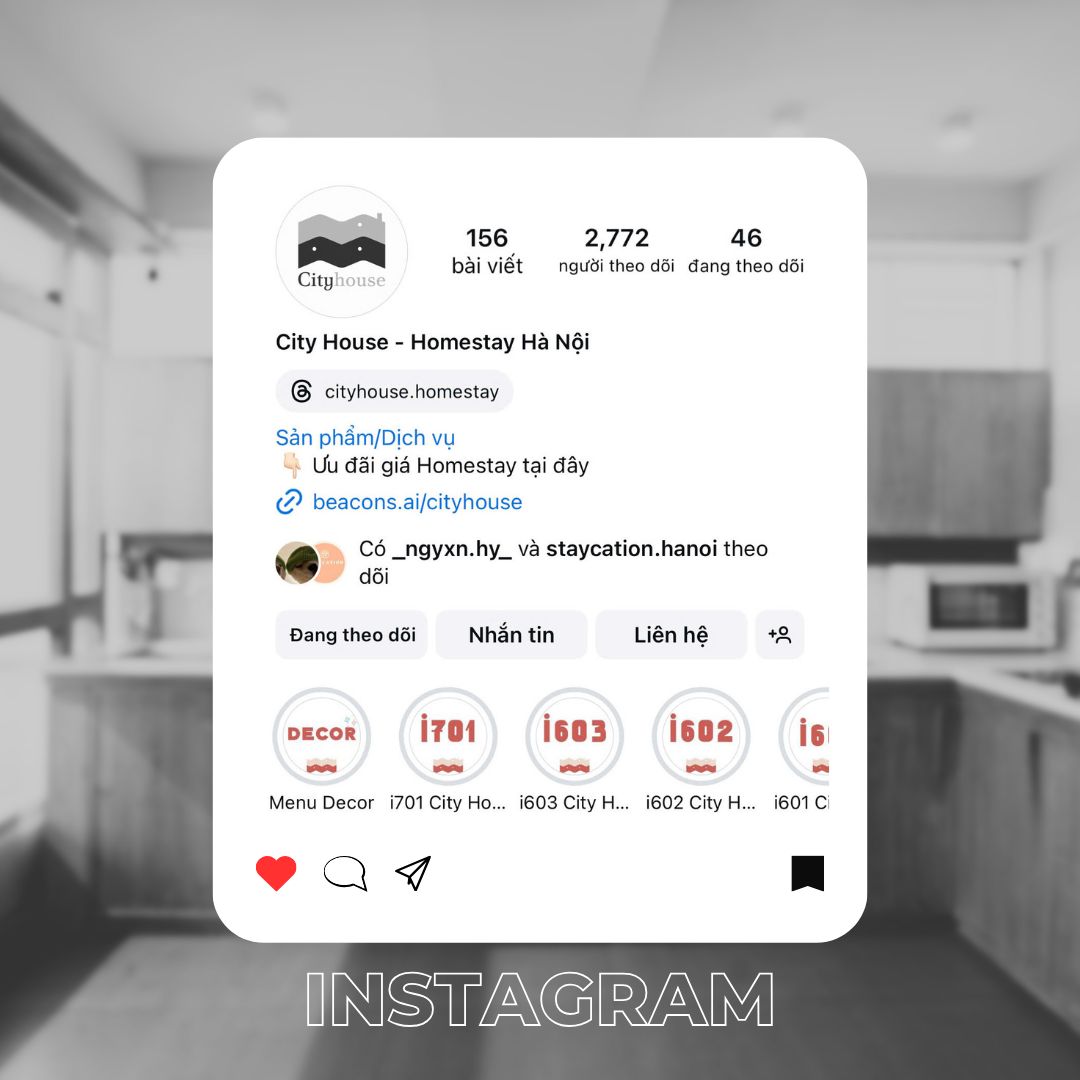 Cityhouse
156
bài viết
2,772
người theo dõi
46
đang theo dõi
City House - Homestay Hà Nội
cityhouse.homestay
Sản phẩm/Dịch vụ
👇🏻 Ưu đãi giá Homestay tại đây
beacons.ai/cityhouse
Có _ngyxn.hy_ và staycation.hanoi theo
dõi
Đang theo dõi
Nhắn tin
Liên hệ
DECOR
i701
i603
i602
Menu Decor
i701 City Ho...
i603 City H...
i602 City H...
i601 Ci
INSTAGRAM